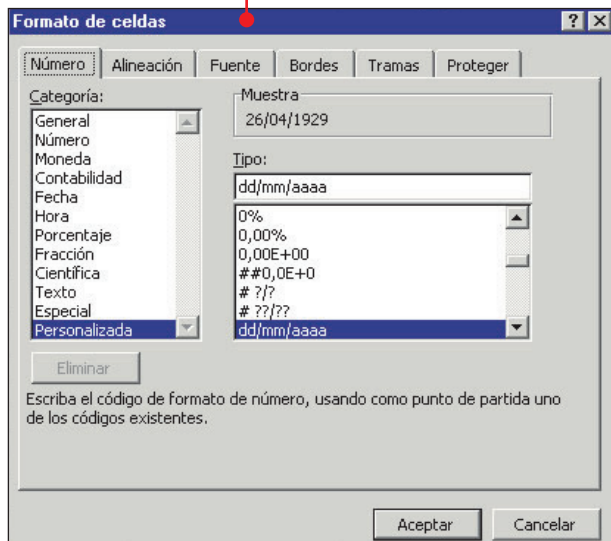 Formato de celdas
Número
Alineación
Fuente
Bordes
Tramas
Proteger
Categoría:
General
Número
Moneda
Contabilidad
Fecha
Hora
Porcentaje
Fracción
Científica
Texto
Especial
Personalizada
Muestra
26/04/1929
Tipo:
dd/mm/aaaa
0%
0,00%
0,00E+00
##0,0E+0
# ?/?
# ??/??
dd/mm/aaaa
Eliminar
Escriba el código de formato de número, usando como punto de partida uno
de los códigos existentes.
Aceptar
Cancelar